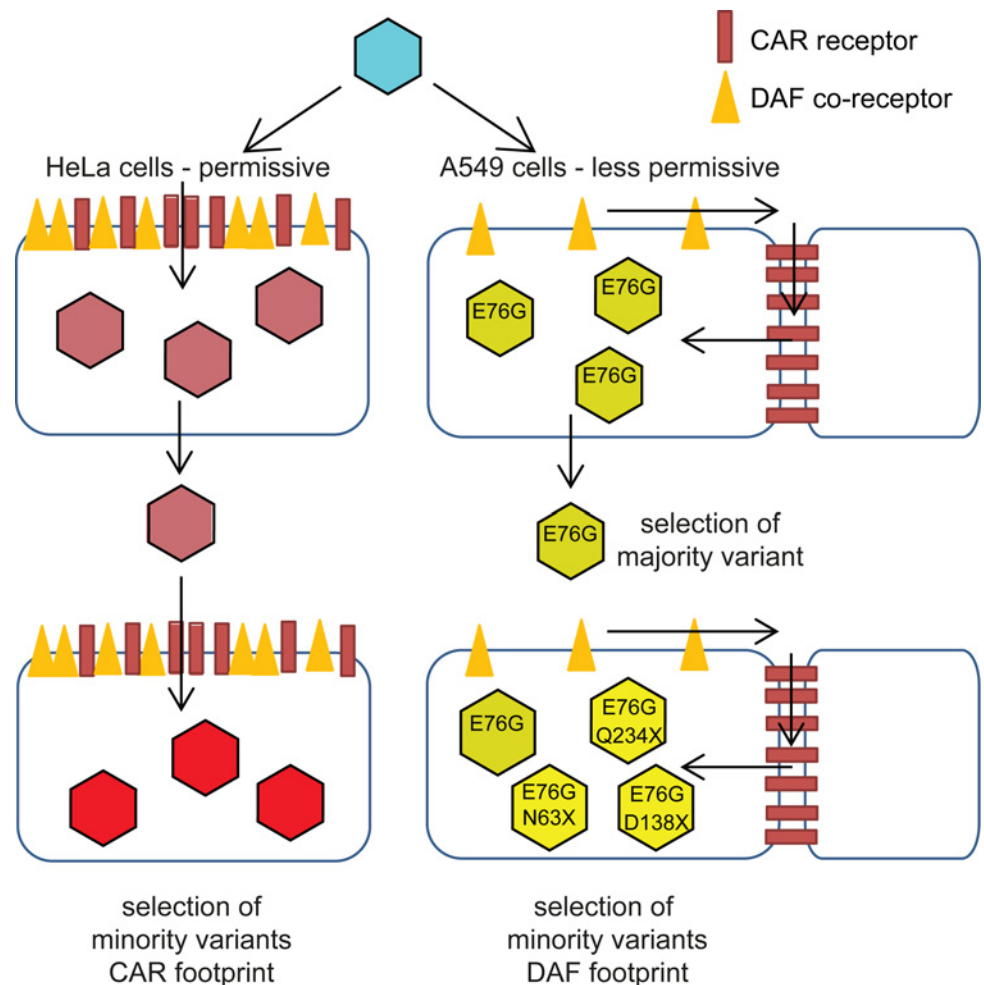 CAR receptor
DAF co-receptor
HeLa cells - permissive
A549 cells - less permissive
E76G
E76G
E76G
E76G
selection of
majority variant
E76G
E76G
Q234X
E76G
N63X
E76G
D138X
selection of
minority variants
CAR footprint
selection of
minority variants
DAF footprint